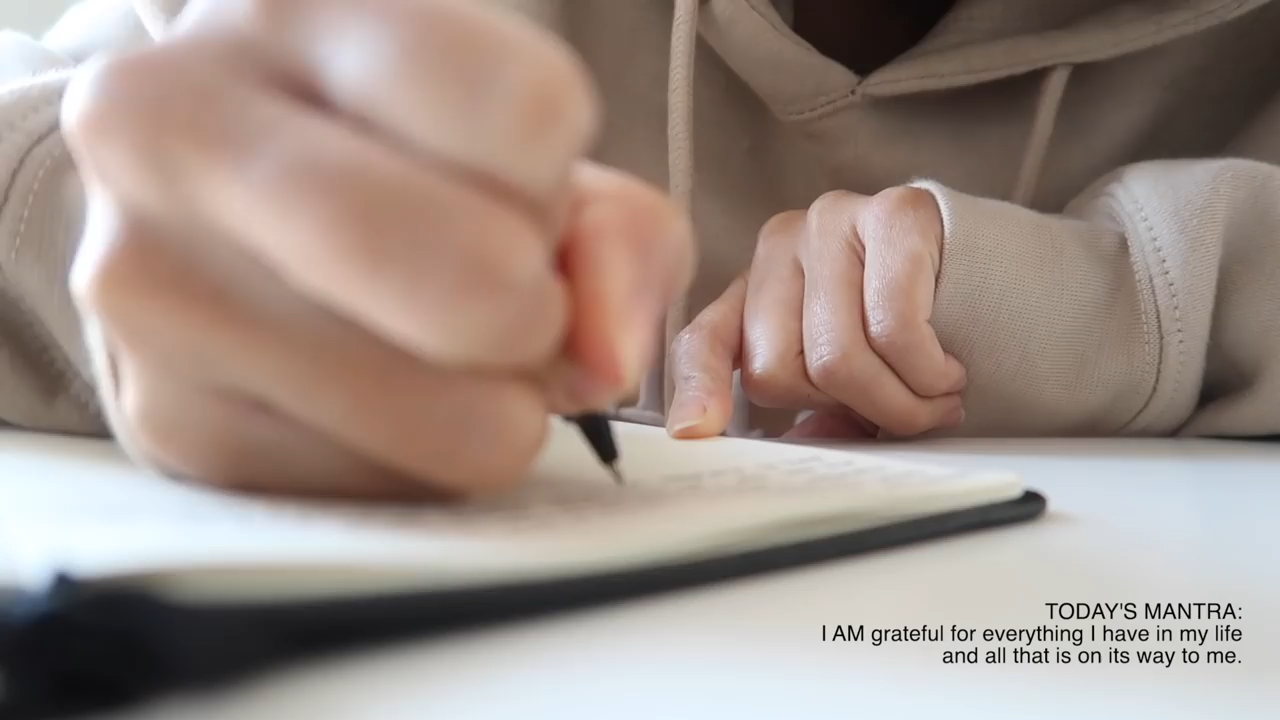 TODAY'S MANTRA:
I AM grateful for everything I have in my life
and all that is on its way to me.